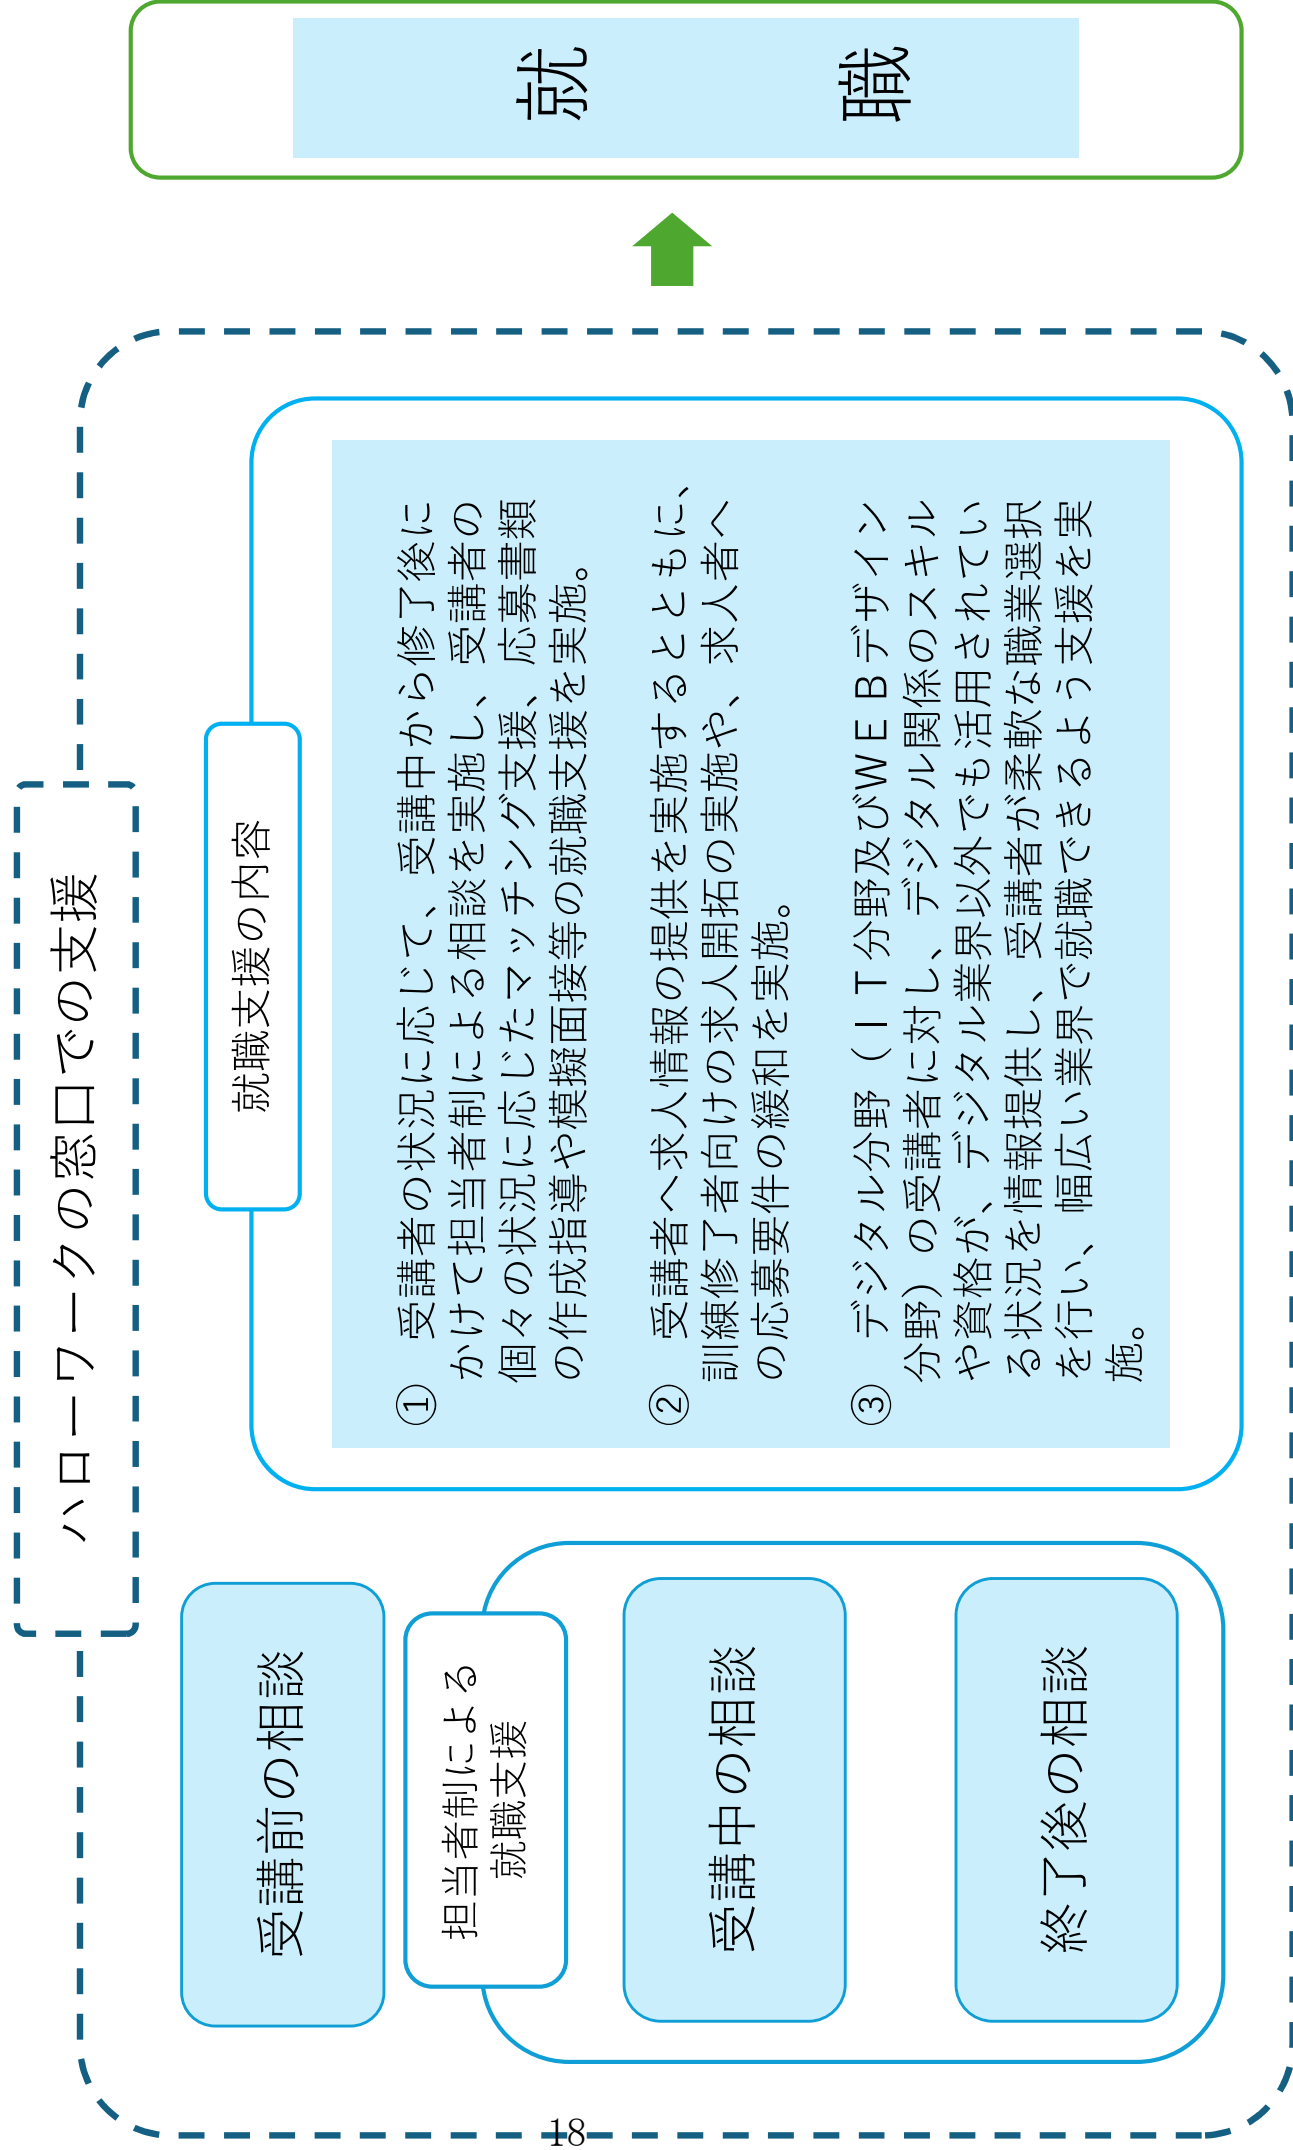 ハローワークの窓口での支援
受講前の相談
担当者制による
就職支援
受講中の相談
終了後の相談
就職支援の内容
①　受講者の状況に応じて、受講中から修了後に
かけて担当者制による相談を実施し、受講者の
個々の状況に応じたマッチング支援、応募書類
の作成指導や模擬面接等の就職支援を実施。
②　受講者へ求人情報の提供を実施するとともに、
訓練修了者向けの求人開拓の実施や、求人者へ
の応募要件の緩和を実施。
③　デジタル分野（ＩＴ分野及びＷＥＢデザイン
分野）の受講者に対し、デジタル関係のスキル
や資格が、デジタル業界以外でも活用されてい
る状況を情報提供し、受講者が柔軟な職業選択
を行い、幅広い業界で就職できるよう支援を実
施。
就　職
18